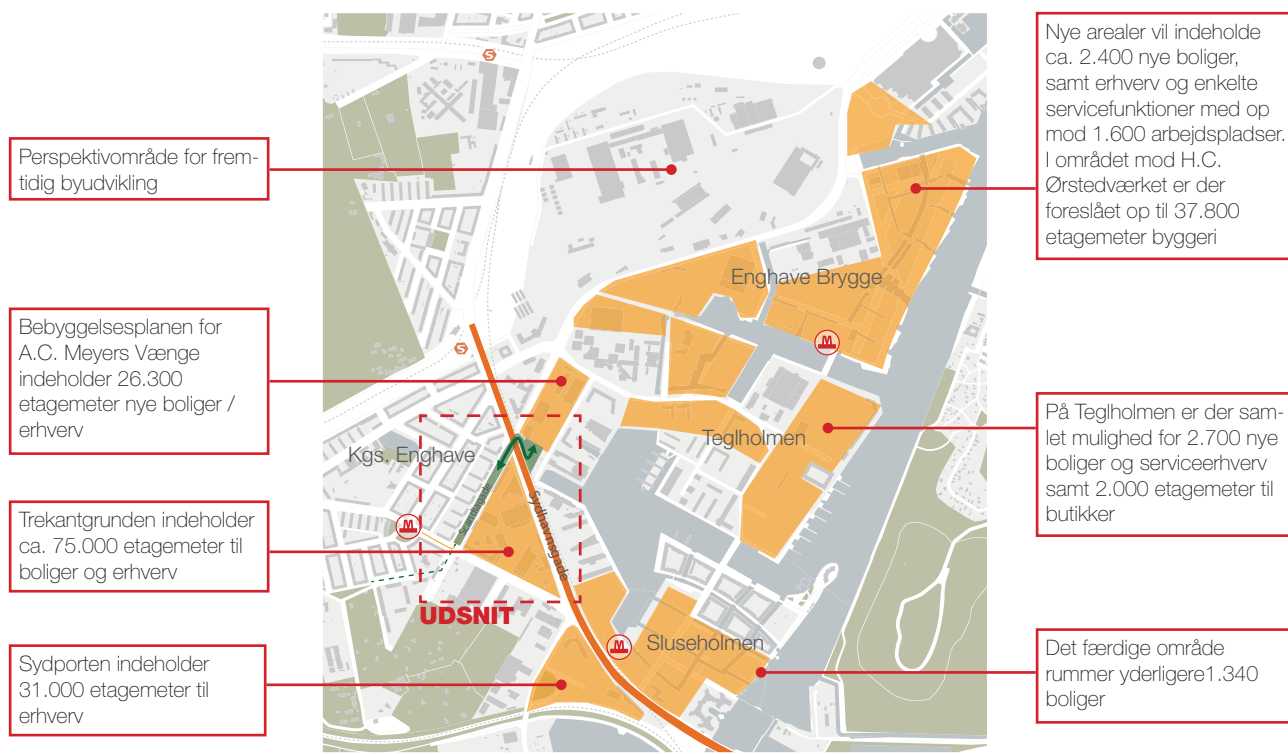 Perspektivområde for frem-
tidig byudvikling
Bebyggelsesplanen for
A.C. Meyers Vænge
indeholder 26.300
etagemeter nye boliger /
erhverv
Trekantgrunden indeholder
ca. 75.000 etagemeter til
boliger og erhverv
Sydporten indeholder
31.000 etagemeter til
erhverv
S
S
Enghave Brygge
M
Kgs. Enghave
Teglholmen
Scandiagade
Sydhavnsgade
M
UDSNIT
M
Sluseholmen
Nye arealer vil indeholde
ca. 2.400 nye boliger,
samt erhverv og enkelte
servicefunktioner med op
mod 1.600 arbejdspladser.
I området mod H.C.
Ørstedværket er der
foreslået op til 37.800
etagemeter byggeri
På Teglholmen er der sam-
let mulighed for 2.700 nye
boliger og serviceerhverv
samt 2.000 etagemeter til
butikker
Det færdige område
rummer yderligere1.340
boliger